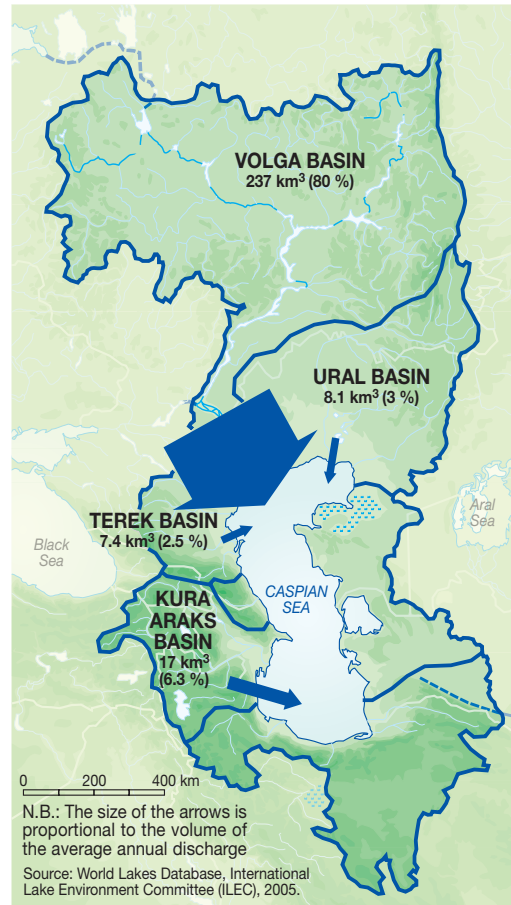 VOLGA BASIN
237 km³ (80 %)
URAL BASIN
8.1 km³ (3 %)
TEREK BASIN
7.4 km³ (2.5 %)
Aral
Sea
Black
Sea
CASPIAN
SEA
KURA
ARAKS
BASIN
17 km³
(6.3 %)
0 200 400 km
N.B.: The size of the arrows is
proportional to the volume of
the average annual discharge
Source: World Lakes Database, International
Lake Environment Committee (ILEC), 2005.